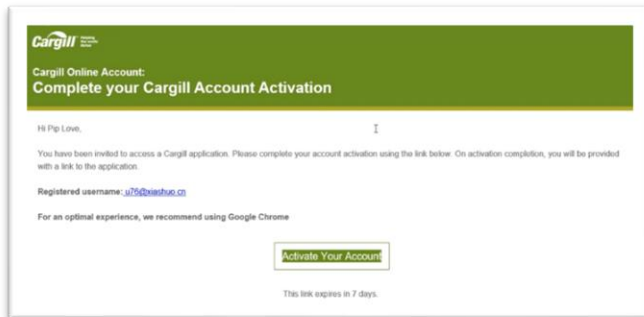 Cargill
Cargill Online Account:
Complete your Cargill Account Activation
Hi Pip Love,
You have been invited to access a Cargill application. Please complete your account activation using the link below. On activation completion, you will be provided
with a link to the application.
Registered username: u76@xiashuo.cn
For an optimal experience, we recommend using Google Chrome
Activate Your Account
This link expires in 7 days.